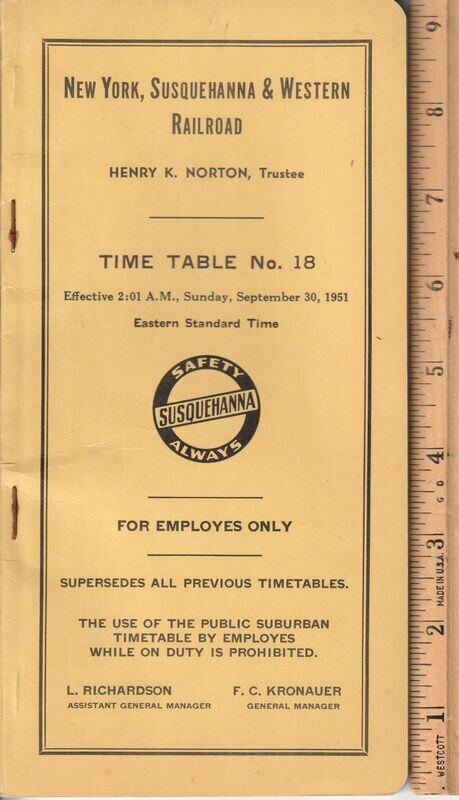 NEW YORK, SUSQUEHANNA & WESTERN
RAILROAD
HENRY K. NORTON, Trustee
TIME TABLE No. 18
Effective 2:01 A.M., Sunday, September 30, 1951
Eastern Standard Time
SAFETY
SUSQUEHANNA
ALWAYS
FOR EMPLOYES ONLY
SUPERSEDES ALL PREVIOUS TIMETABLES.
THE USE OF THE PUBLIC SUBURBAN
TIMETABLE BY EMPLOYES
WHILE ON DUTY IS PROHIBITED.
L. RICHARDSON
ASSISTANT GENERAL MANAGER
F. C. KRONAUER
GENERAL MANAGER
WESTCOTT
1
2
MADE IN U.S.A.
3
G D
4
5
6
7
8
9